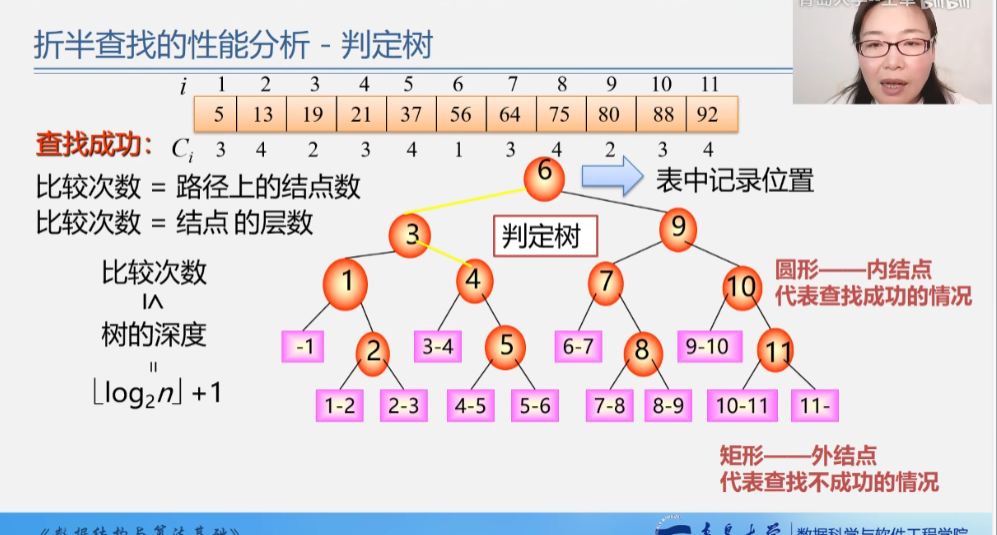 折半查找的性能分析 - 判定树
i 1 2 3 4 5 6 7 8 9 10 11
5 13 19 21 37 56 64 75 80 88 92
查找成功： Ci 3 4 2 3 4 1 3 4 2 3 4
比较次数 = 路径上的结点数
比较次数 = 结点的层数
6
表中记录位置
3
判定树
9
比较次数
≤
树的深度
=
⌊log2n⌋ +1
1
4
7
10
圆形——内结点
代表查找成功的情况
-1
2
3-4
5
6-7
8
9-10
11
1-2
2-3
4-5
5-6
7-8
8-9
10-11
11-
矩形——外结点
代表查找不成功的情况
《数据结构与算法基础》
青岛大学
数据科学与软件工程学院